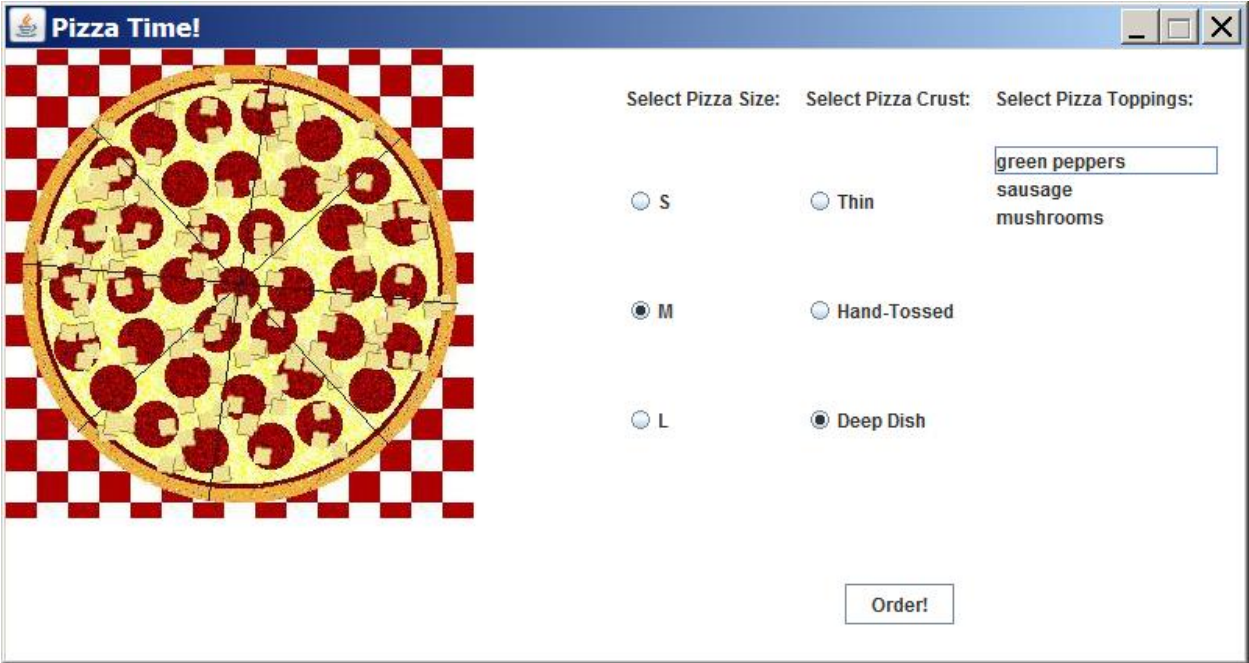 Pizza Time!
Select Pizza Size: Select Pizza Crust: Select Pizza Toppings:
green peppers
sausage
S Thin
mushrooms
M Hand-Tossed
L Deep Dish
Order!